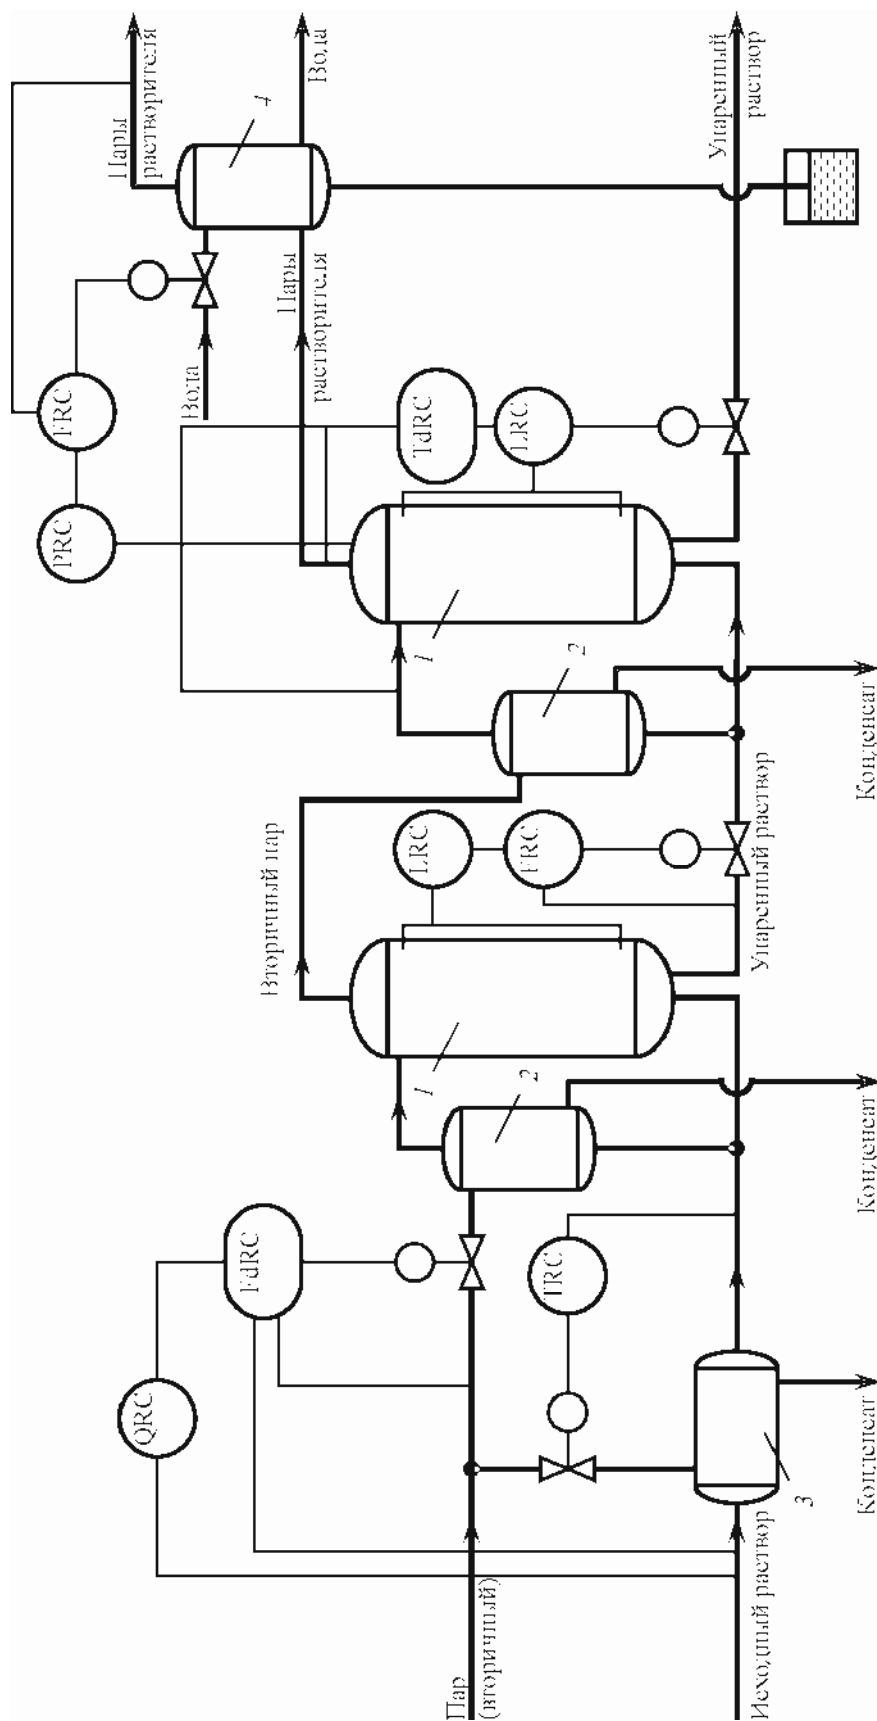 PRC
FRC
Пары
растворителя
QRC
Вода
FdRC
4
Вторичный пар
Пары
растворителя
Вода
LRC
TdRC
1
1
Пар
(вторичный)
LRC
FRC
2
2
TRC
Упаренный
раствор
Исходный раствор
Упаренный раствор
3
Конденсат
Конденсат
Конденсат